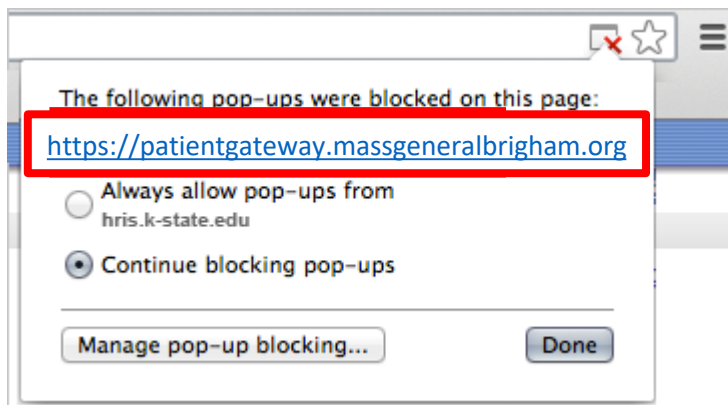 The following pop-ups were blocked on this page:
https://patientgateway.massgeneralbrigham.org
Always allow pop-ups from
hris.k-state.edu
Continue blocking pop-ups
Manage pop-up blocking...
Done